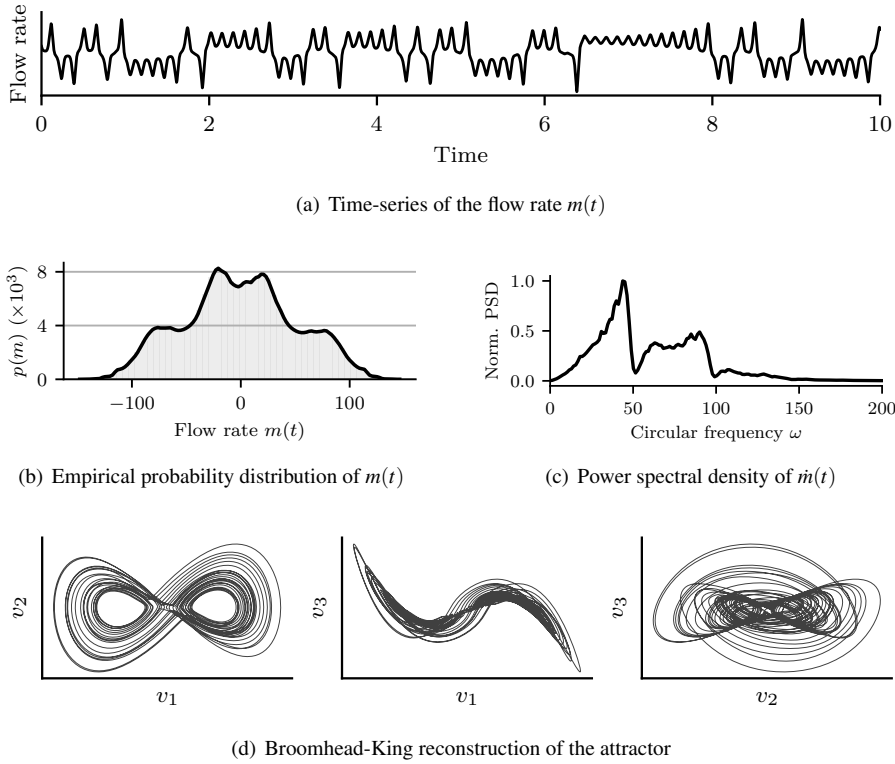 Flow rate
0 2 4 6 8 10
Time
(a) Time-series of the flow rate m(t)
p(m) (×10³)
8
4
0
−100 0 100
Flow rate m(t)
(b) Empirical probability distribution of m(t)
Norm. PSD
1.0
0.5
0.0
0 50 100 150 200
Circular frequency ω
(c) Power spectral density of ṁ(t)
v₂
v₁
v₃
v₁
v₃
v₂
(d) Broomhead-King reconstruction of the attractor